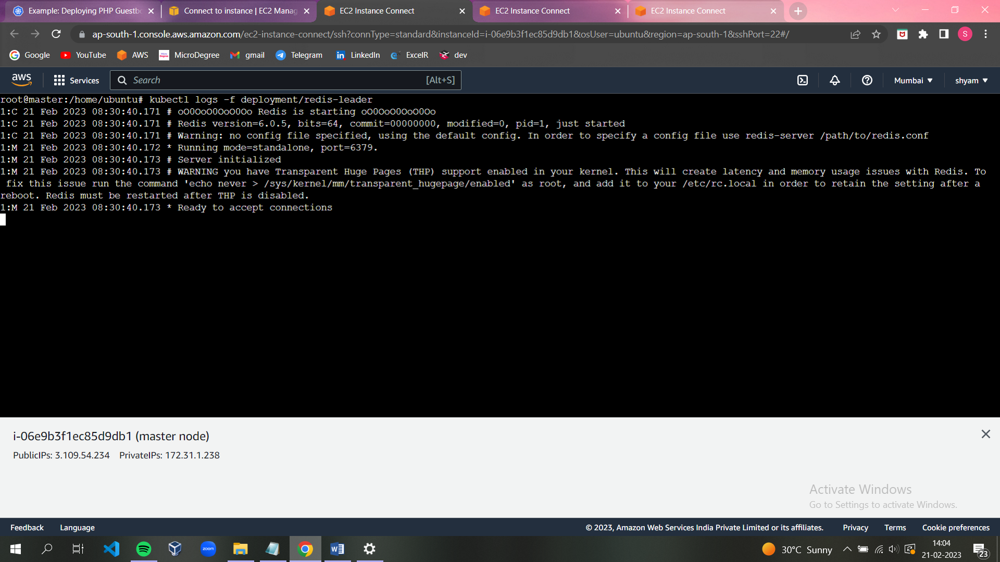 Example: Deploying PHP Guestbo
Connect to instance | EC2 Manag
EC2 Instance Connect
EC2 Instance Connect
EC2 Instance Connect
S
ap-south-1.console.aws.amazon.com/ec2-instance-connect/ssh?connType=standard&instanceId=i-06e9b3f1ec85d9db1&osUser=ubuntu&region=ap-south-1&sshPort=22#/
Google YouTube AWS MicroDegree gmail Telegram LinkedIn ExcelR dev
aws Services Search [Alt+S] Mumbai shyam
root@master:/home/ubuntu# kubectl logs -f deployment/redis-leader
1:C 21 Feb 2023 08:30:40.171 # oO0OoO0OoO0Oo Redis is starting oO0OoO0OoO0Oo
1:C 21 Feb 2023 08:30:40.171 # Redis version=6.0.5, bits=64, commit=00000000, modified=0, pid=1, just started
1:C 21 Feb 2023 08:30:40.171 # Warning: no config file specified, using the default config. In order to specify a config file use redis-server /path/to/redis.conf
1:M 21 Feb 2023 08:30:40.172 * Running mode=standalone, port=6379.
1:M 21 Feb 2023 08:30:40.173 # Server initialized
1:M 21 Feb 2023 08:30:40.173 # WARNING you have Transparent Huge Pages (THP) support enabled in your kernel. This will create latency and memory usage issues with Redis. To
fix this issue run the command 'echo never > /sys/kernel/mm/transparent_hugepage/enabled' as root, and add it to your /etc/rc.local in order to retain the setting after a
reboot. Redis must be restarted after THP is disabled.
1:M 21 Feb 2023 08:30:40.173 * Ready to accept connections
i-06e9b3f1ec85d9db1 (master node)
PublicIPs: 3.109.54.234 PrivateIPs: 172.31.1.238
Activate Windows
Go to Settings to activate Windows.
Feedback Language © 2023, Amazon Web Services India Private Limited or its affiliates. Privacy Terms Cookie preferences
zoom
30°C Sunny
14:04
21-02-2023
23